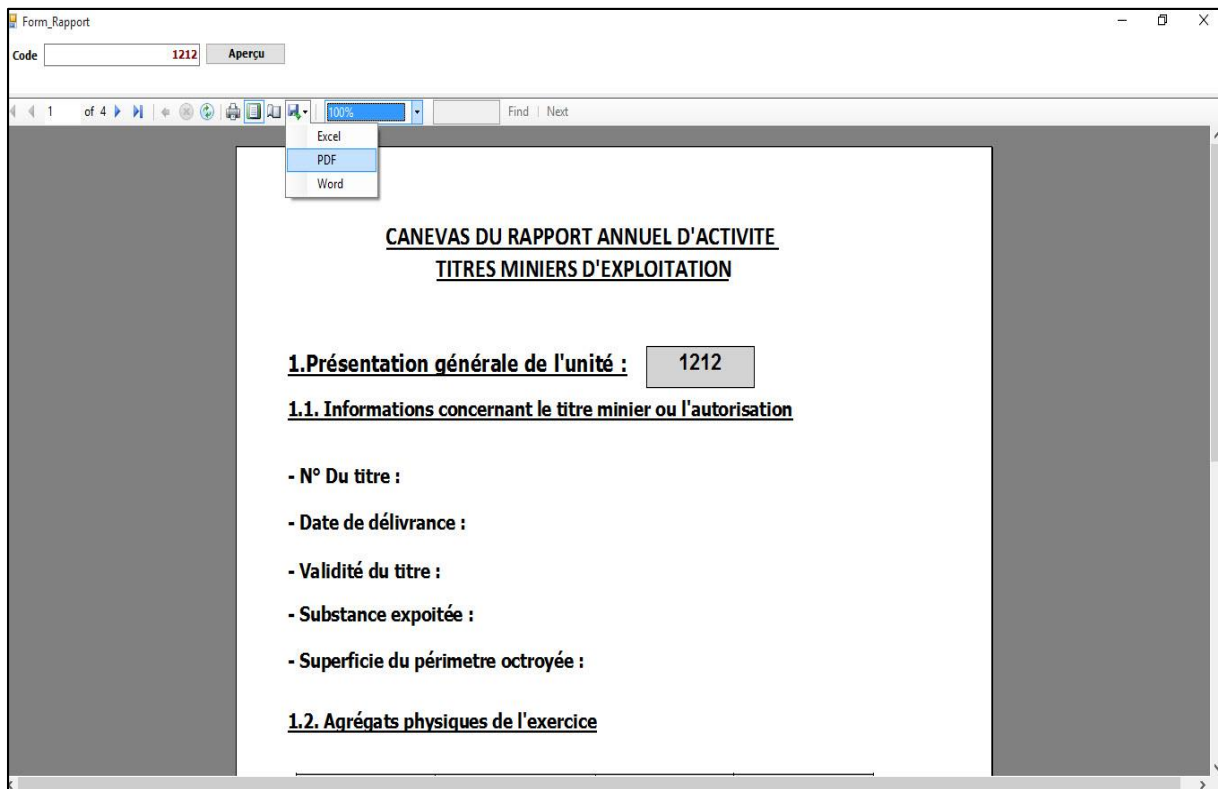 Form_Rapport
Code 1212 Aperçu
1 of 4 100% Find | Next
Excel
PDF
Word
CANEVAS DU RAPPORT ANNUEL D'ACTIVITE
TITRES MINIERS D'EXPLOITATION
1.Présentation générale de l'unité : 1212
1.1. Informations concernant le titre minier ou l'autorisation
- N° Du titre :
- Date de délivrance :
- Validité du titre :
- Substance expoitée :
- Superficie du périmetre octroyée :
1.2. Agrégats physiques de l'exercice